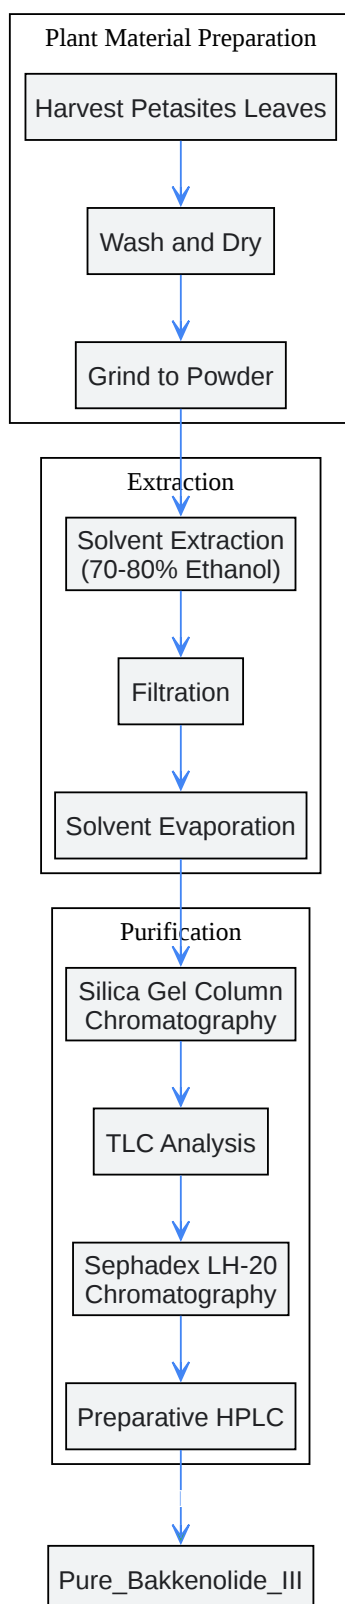 Plant Material Preparation
Harvest Petasites Leaves
Wash and Dry
Grind to Powder
Extraction
Solvent Extraction
(70-80% Ethanol)
Filtration
Solvent Evaporation
Purification
Silica Gel Column
Chromatography
TLC Analysis
Sephadex LH-20
Chromatography
Preparative HPLC
Pure_Bakkenolide_III